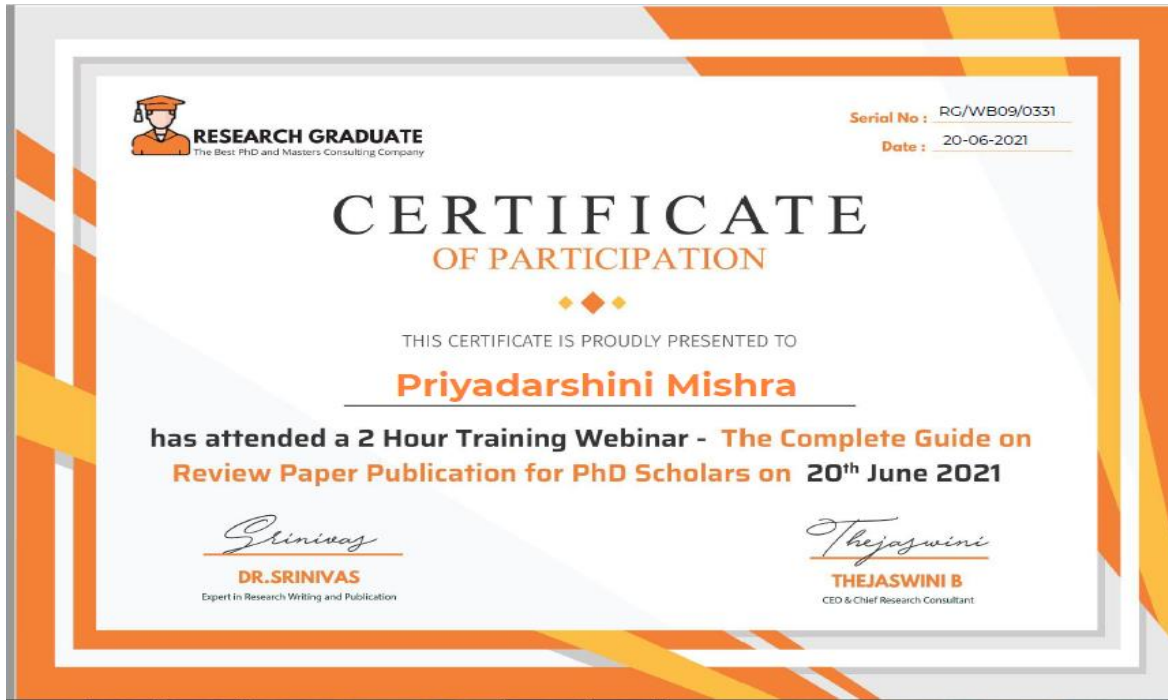 RESEARCH GRADUATE
The Best PhD and Masters Consulting Company
Serial No : RG/WB09/0331
Date : 20-06-2021
CERTIFICATE
OF PARTICIPATION
THIS CERTIFICATE IS PROUDLY PRESENTED TO
Priyadarshini Mishra
has attended a 2 Hour Training Webinar - The Complete Guide on
Review Paper Publication for PhD Scholars on 20th June 2021
Srinivas
DR.SRINIVAS
Expert in Research Writing and Publication
Thejaswini
THEJASWINI B
CEO & Chief Research Consultant